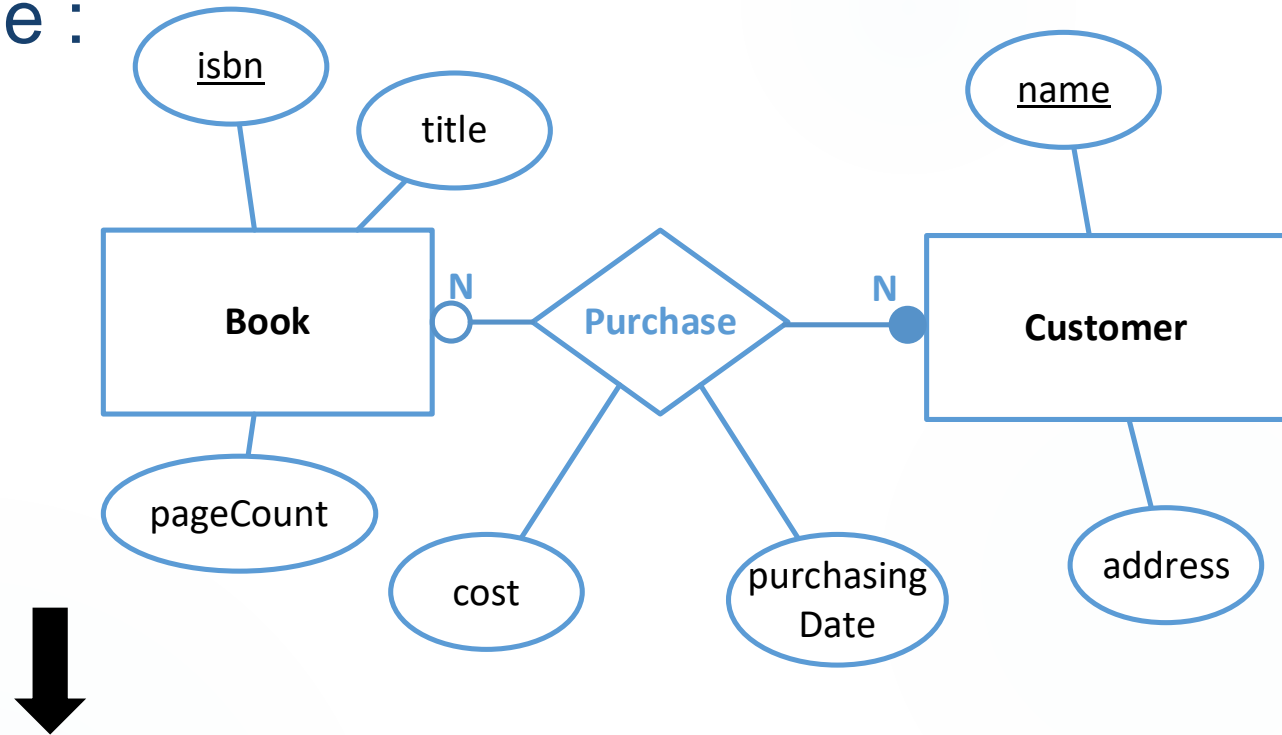 e :
isbn
title
name
N
N
Book
Purchase
Customer
pageCount
cost
purchasing
Date
address